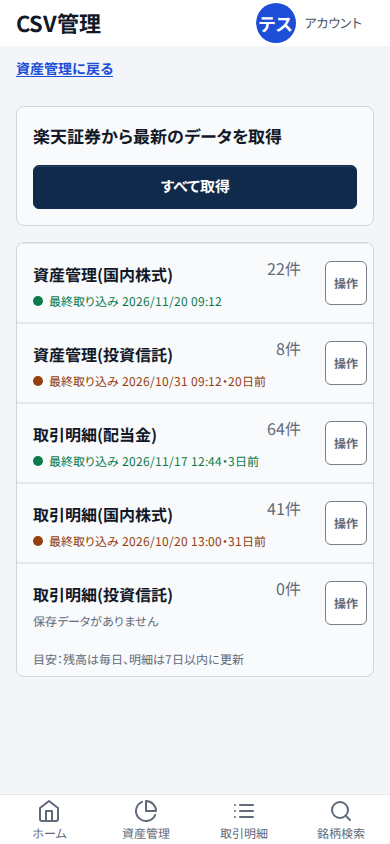 CSV管理
テス アカウント
資産管理に戻る
楽天証券から最新のデータを取得
すべて取得
資産管理(国内株式) 22件 操作
最終取り込み 2026/11/20 09:12
資産管理(投資信託) 8件 操作
最終取り込み 2026/10/31 09:12・20日前
取引明細(配当金) 64件 操作
最終取り込み 2026/11/17 12:44・3日前
取引明細(国内株式) 41件 操作
最終取り込み 2026/10/20 13:00・31日前
取引明細(投資信託) 0件 操作
保存データがありません
目安：残高は毎日、明細は7日以内に更新
ホーム 資産管理 取引明細 銘柄検索